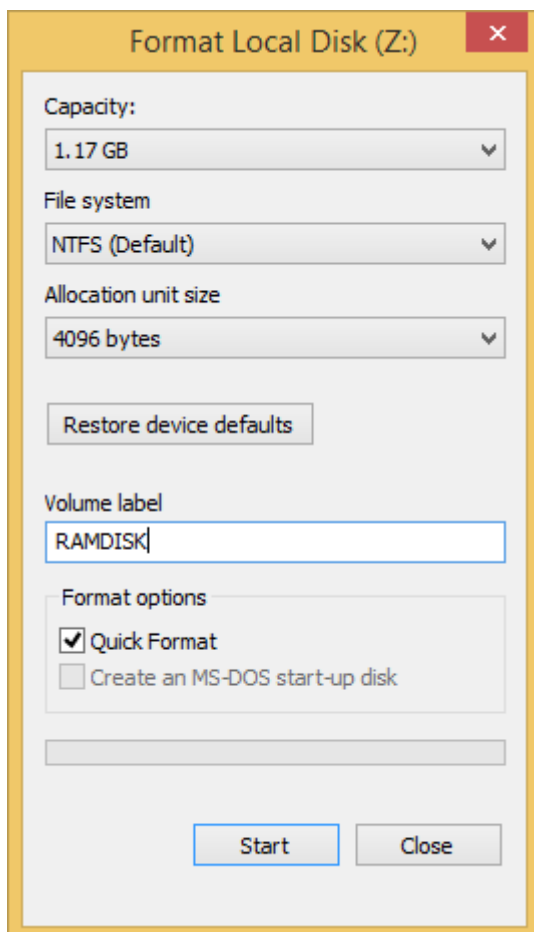 Format Local Disk (Z:)
Capacity:
1.17 GB
File system
NTFS (Default)
Allocation unit size
4096 bytes
Restore device defaults
Volume label
RAMDISK
Format options
Quick Format
Create an MS-DOS start-up disk
Start Close